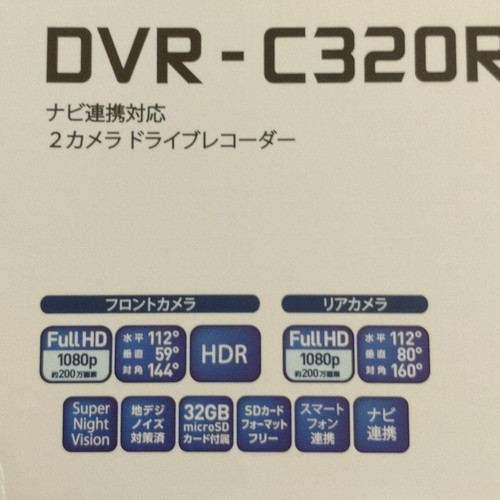 DVR-C320R
ナビ連携対応
2カメラ ドライブレコーダー
フロントカメラ
リアカメラ
Full HD
1080p
約200万画素
水平 112°
垂直 59°
対角 144°
HDR
Full HD
1080p
約200万画素
水平 112°
垂直 80°
対角 160°
Super
Night
Vision
地デジ
ノイズ
対策済
32GB
microSD
カード付属
SDカード
フォーマット
フリー
スマート
フォン
連携
ナビ
連携